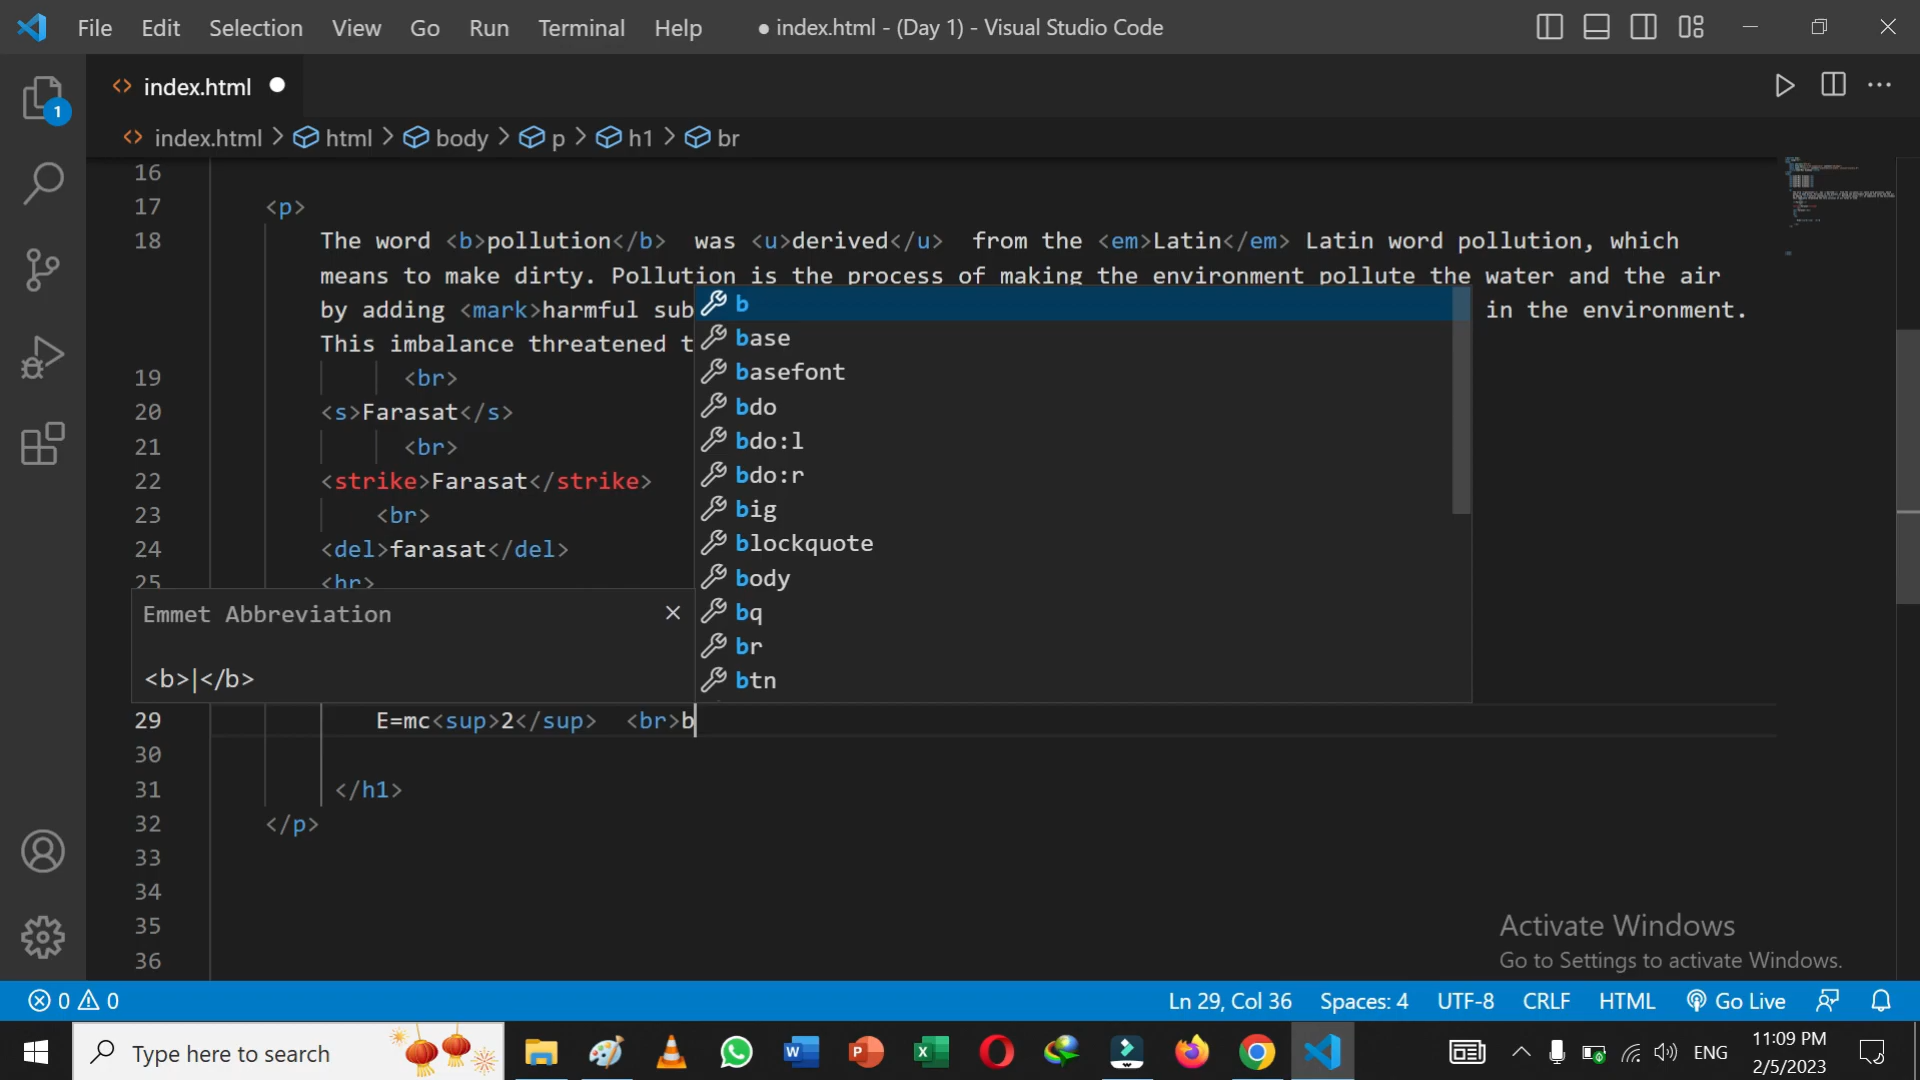 File Edit Selection View Go Run Terminal Help ● index.html - (Day 1) - Visual Studio Code
index.html
1
index.html > html > body > p > h1 > br
16
17 <p>
18 The word <b>pollution</b> was <u>derived</u> from the <em>Latin</em> Latin word pollution, which
means to make dirty. Pollution is the process of making the environment pollute the water and the air
by adding <mark>harmful sub in the environment.
This imbalance threatened t
19 <br>
20 <s>Farasat</s>
21 <br>
22 <strike>Farasat</strike>
23 <br>
24 <del>farasat</del>
25
b
base
basefont
bdo
bdo:l
bdo:r
big
blockquote
body
bq
br
btn
Emmet Abbreviation
<b>|</b>
29 E=mc<sup>2</sup> <br>b
30
31 </h1>
32 </p>
33
34
35
36
Activate Windows
Go to Settings to activate Windows.
0 0 Ln 29, Col 36 Spaces: 4 UTF-8 CRLF HTML Go Live
Type here to search ENG 11:09 PM
2/5/2023